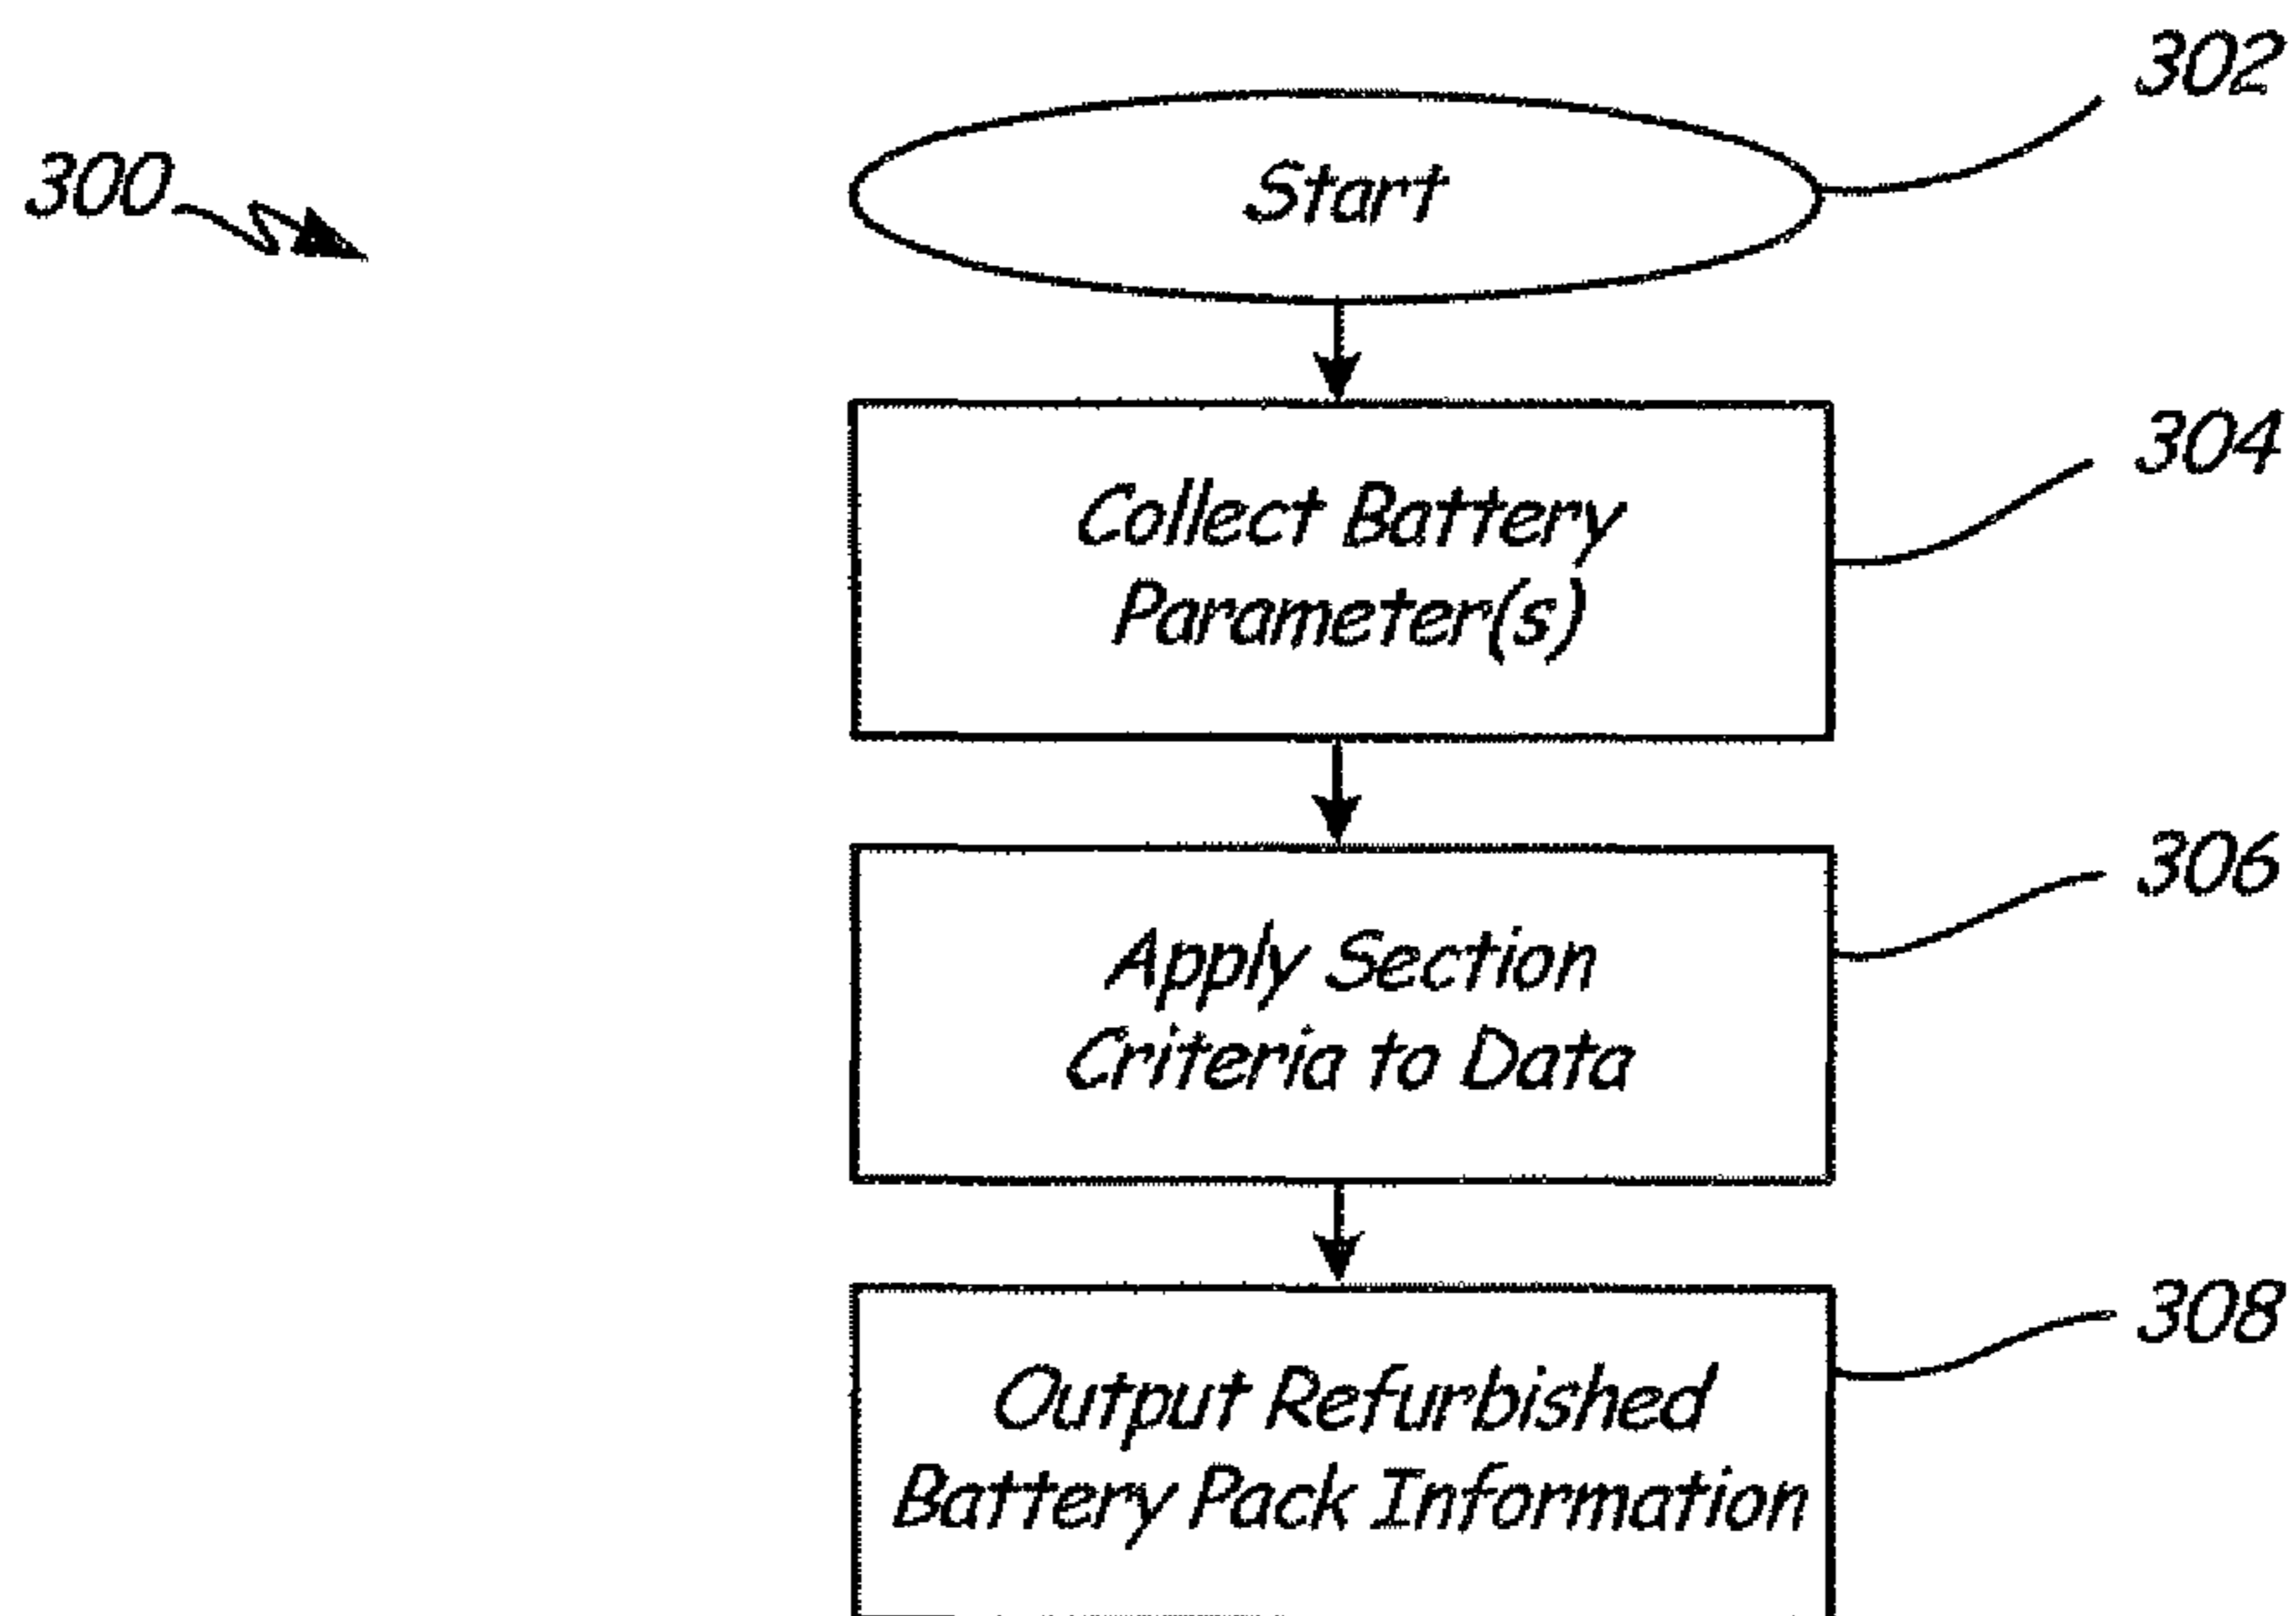 302
300
Start
304
Collect Battery
Parameter(s)
306
Apply Section
Criteria to Data
308
Output Refurbished
Battery Pack Information